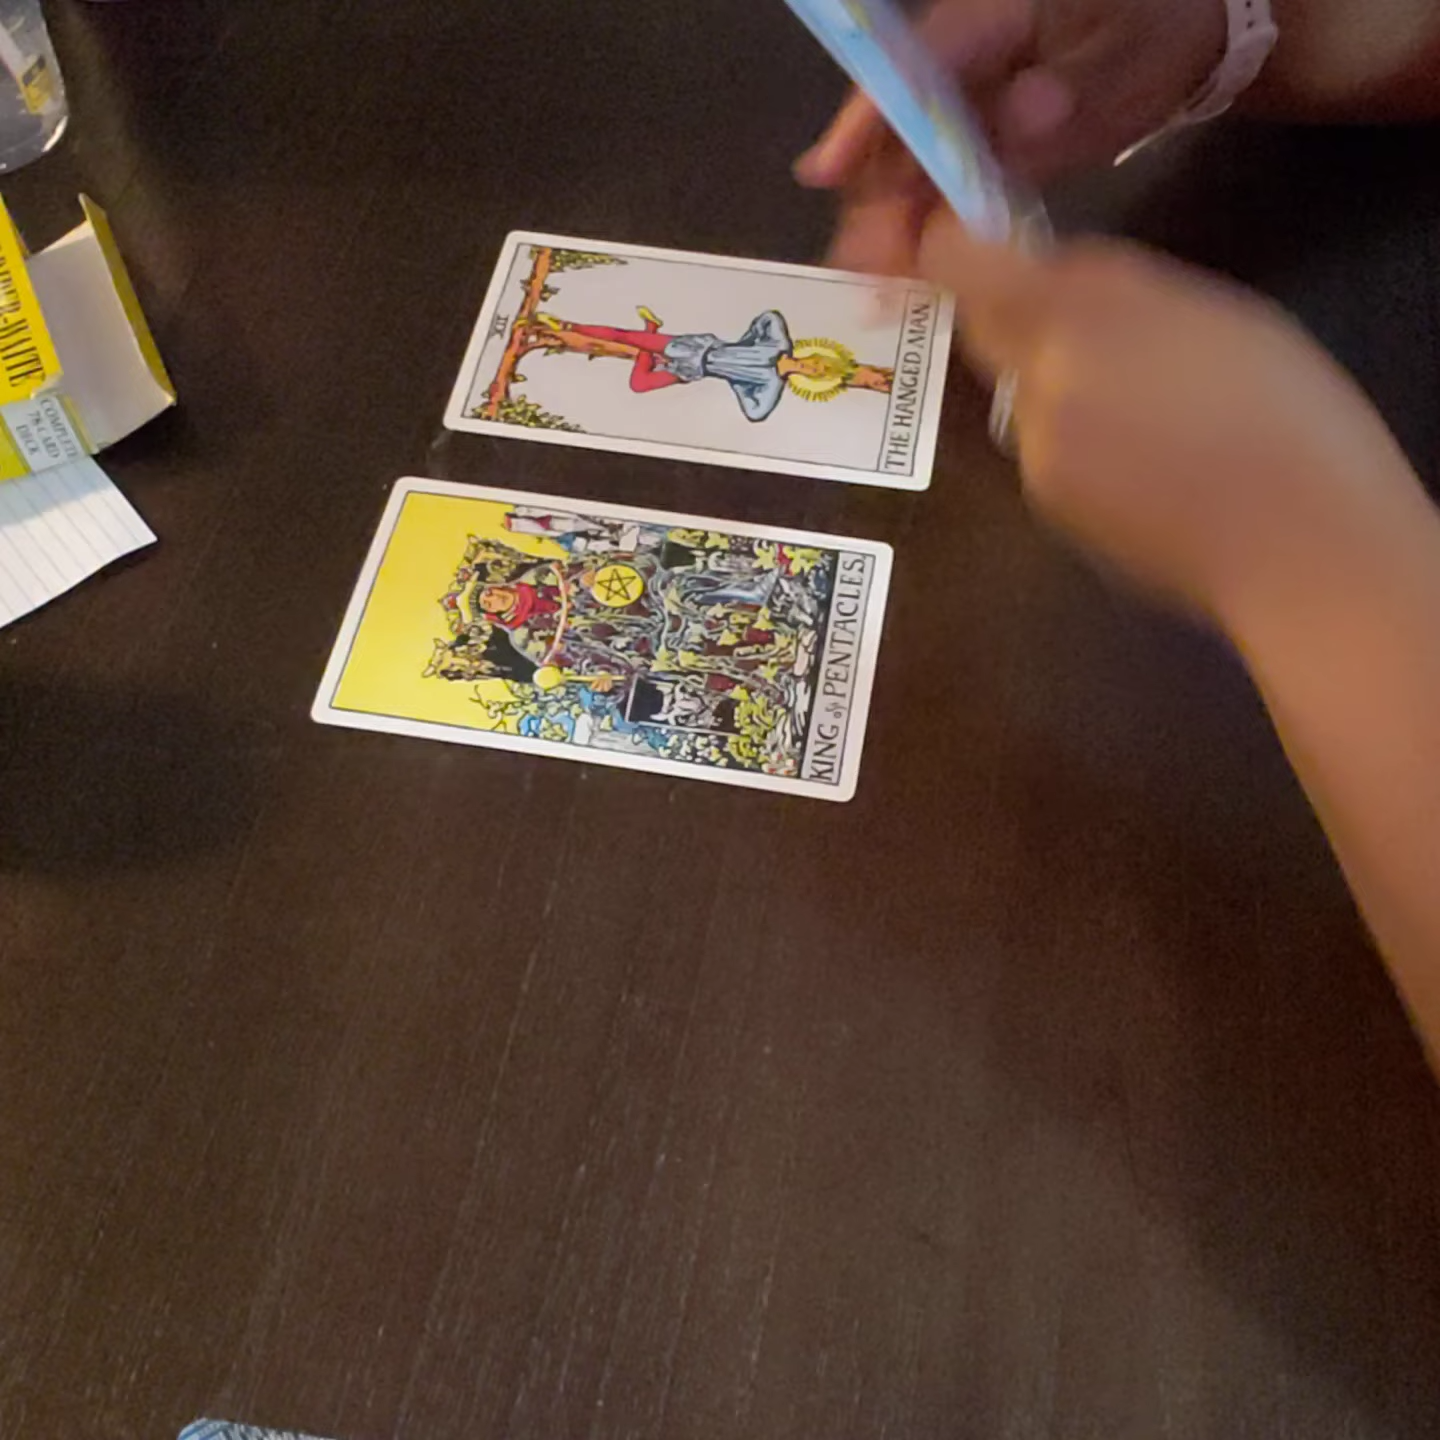 XII
THE HANGED MAN
KING of PENTACLES.
COMPLETE
78-CARD
DECK